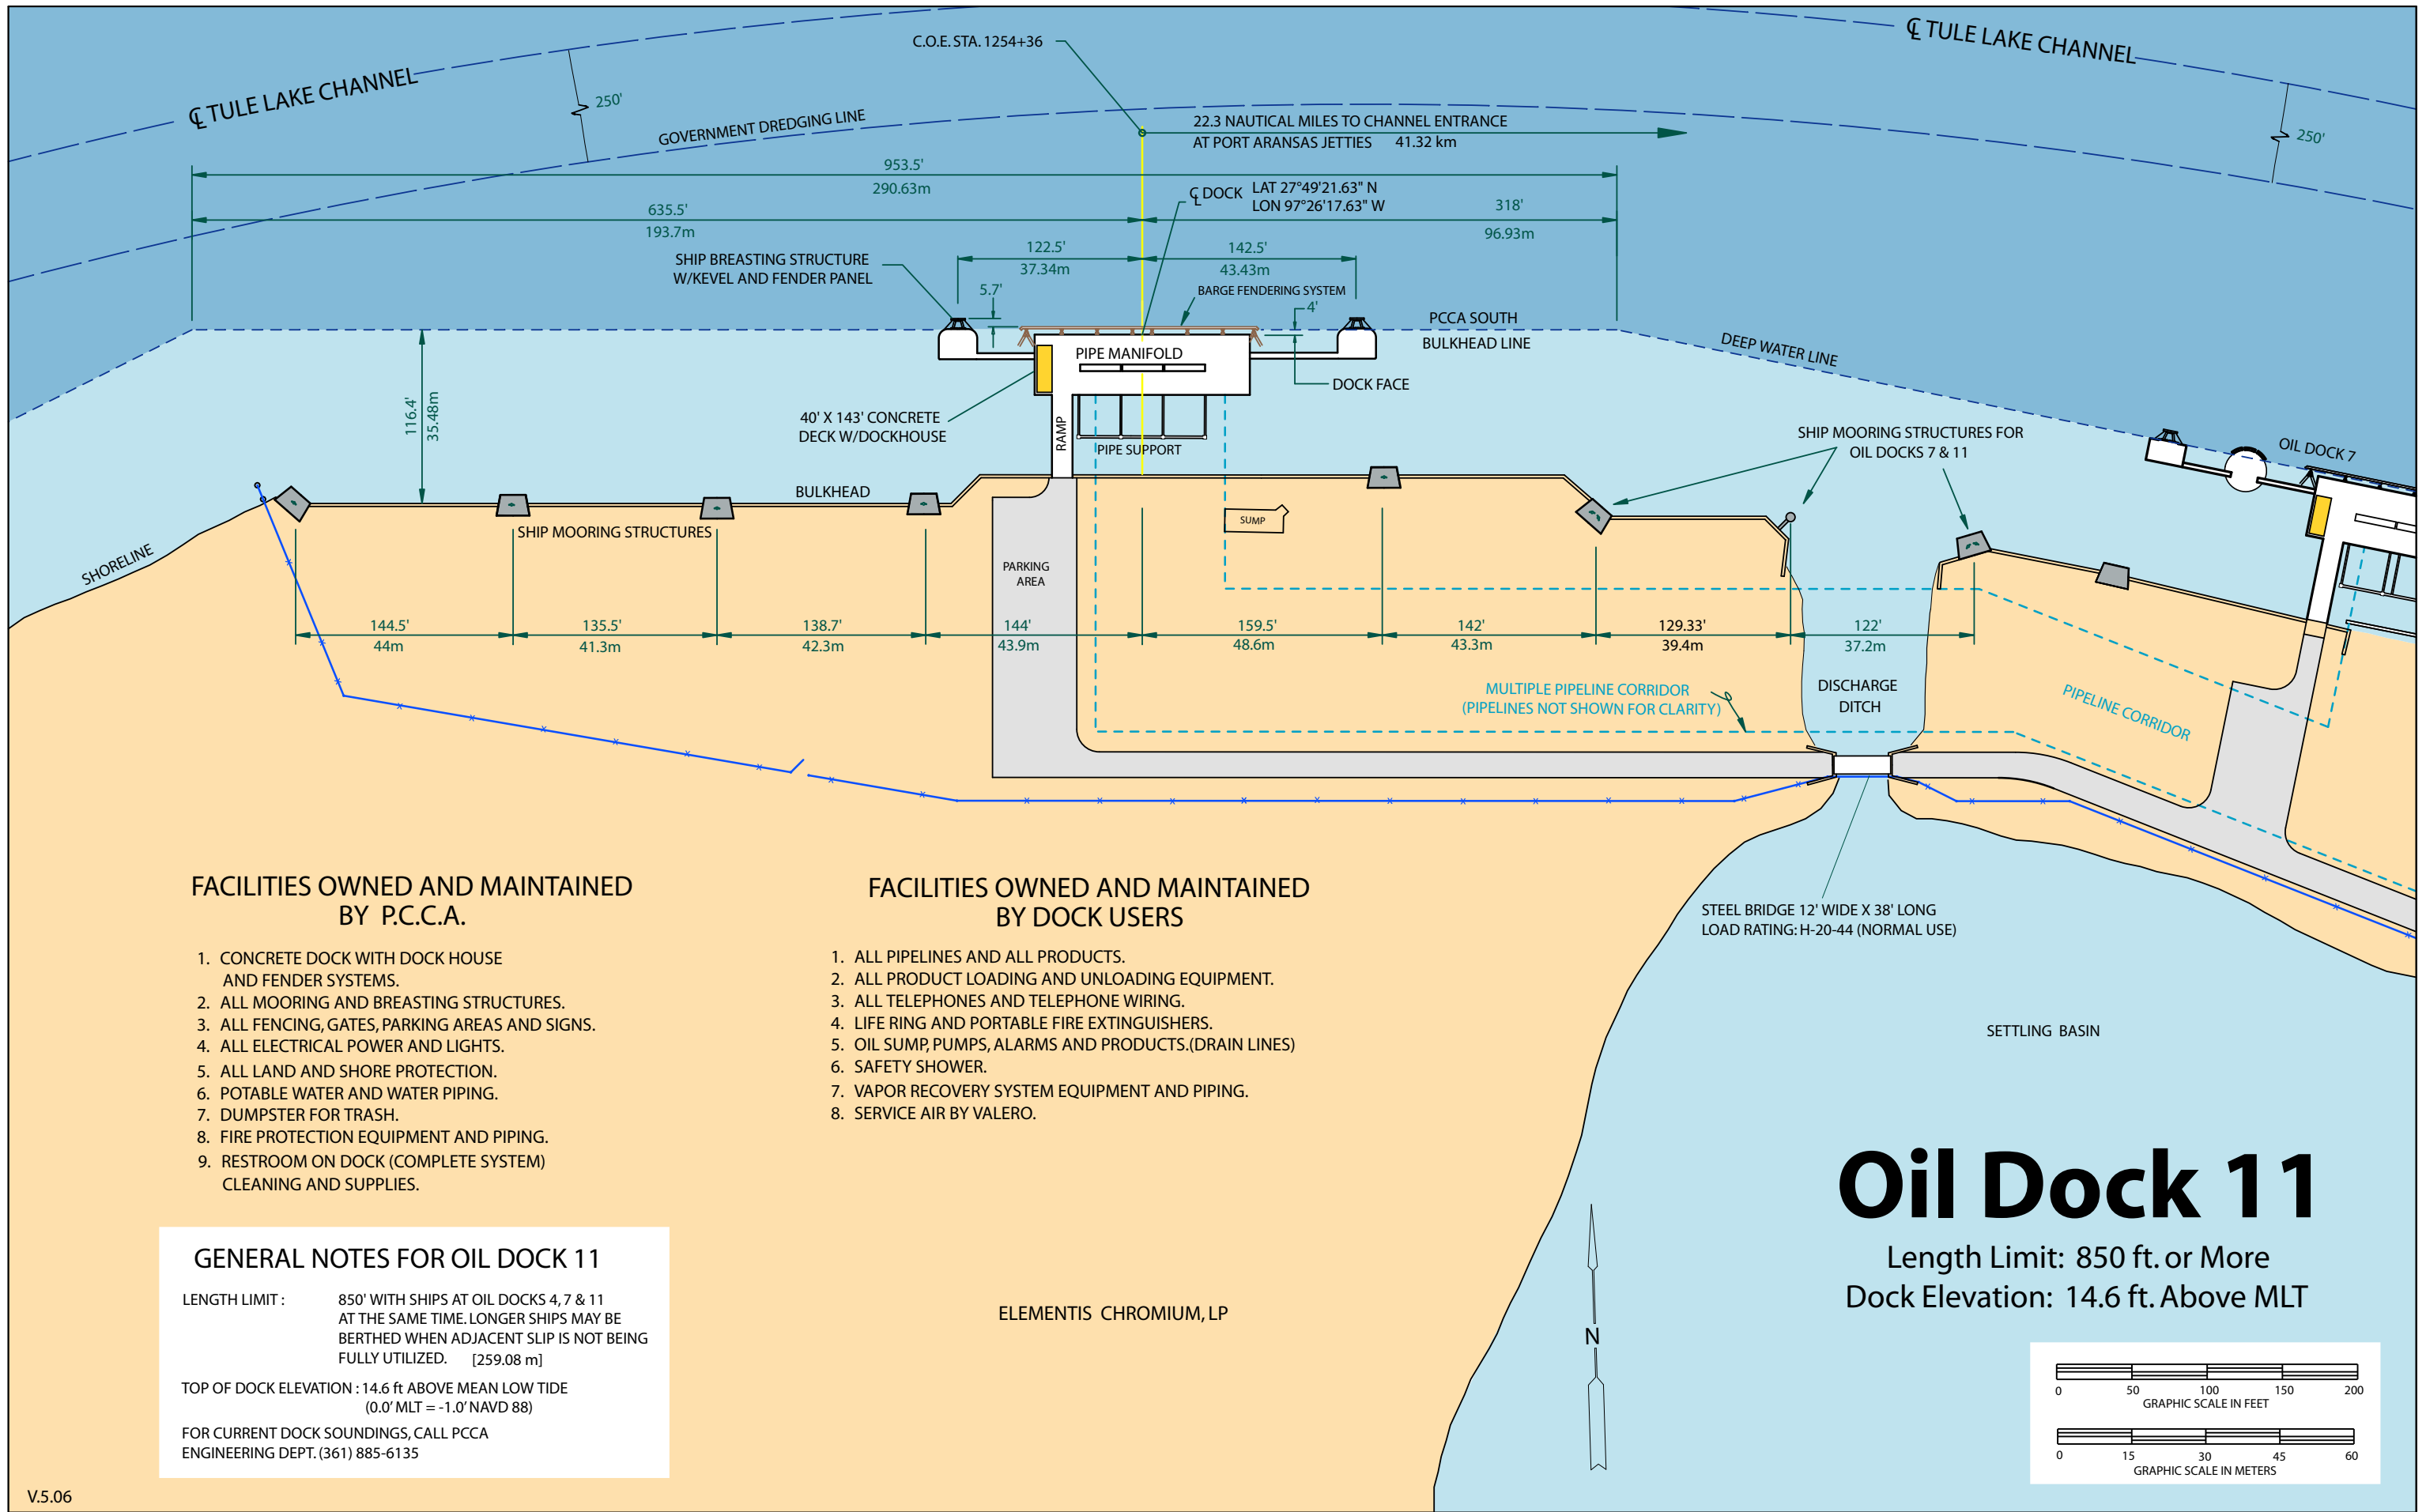 C.O.E. STA. 1254+36
℄ TULE LAKE CHANNEL
℄ TULE LAKE CHANNEL
250'
250'
GOVERNMENT DREDGING LINE
22.3 NAUTICAL MILES TO CHANNEL ENTRANCE
AT PORT ARANSAS JETTIES 41.32 km
953.5'
290.63m
℄ DOCK LAT 27°49'21.63" N
LON 97°26'17.63" W
635.5'
193.7m
318'
96.93m
122.5'
37.34m
142.5'
43.43m
SHIP BREASTING STRUCTURE
W/KEVEL AND FENDER PANEL
5.7'
BARGE FENDERING SYSTEM
4'
PCCA SOUTH
BULKHEAD LINE
DEEP WATER LINE
PIPE MANIFOLD
DOCK FACE
116.4'
35.48m
40' X 143' CONCRETE
DECK W/DOCKHOUSE
RAMP
PIPE SUPPORT
SHIP MOORING STRUCTURES FOR
OIL DOCKS 7 & 11
OIL DOCK 7
BULKHEAD
SHIP MOORING STRUCTURES
SUMP
SHORELINE
PARKING
AREA
144.5'
44m
135.5'
41.3m
138.7'
42.3m
144'
43.9m
159.5'
48.6m
142'
43.3m
129.33'
39.4m
122'
37.2m
MULTIPLE PIPELINE CORRIDOR
(PIPELINES NOT SHOWN FOR CLARITY)
DISCHARGE
DITCH
PIPELINE CORRIDOR
STEEL BRIDGE 12' WIDE X 38' LONG
LOAD RATING: H-20-44 (NORMAL USE)
FACILITIES OWNED AND MAINTAINED
BY P.C.C.A.
1. CONCRETE DOCK WITH DOCK HOUSE
AND FENDER SYSTEMS.
2. ALL MOORING AND BREASTING STRUCTURES.
3. ALL FENCING, GATES, PARKING AREAS AND SIGNS.
4. ALL ELECTRICAL POWER AND LIGHTS.
5. ALL LAND AND SHORE PROTECTION.
6. POTABLE WATER AND WATER PIPING.
7. DUMPSTER FOR TRASH.
8. FIRE PROTECTION EQUIPMENT AND PIPING.
9. RESTROOM ON DOCK (COMPLETE SYSTEM)
CLEANING AND SUPPLIES.
FACILITIES OWNED AND MAINTAINED
BY DOCK USERS
1. ALL PIPELINES AND ALL PRODUCTS.
2. ALL PRODUCT LOADING AND UNLOADING EQUIPMENT.
3. ALL TELEPHONES AND TELEPHONE WIRING.
4. LIFE RING AND PORTABLE FIRE EXTINGUISHERS.
5. OIL SUMP, PUMPS, ALARMS AND PRODUCTS.(DRAIN LINES)
6. SAFETY SHOWER.
7. VAPOR RECOVERY SYSTEM EQUIPMENT AND PIPING.
8. SERVICE AIR BY VALERO.
SETTLING BASIN
GENERAL NOTES FOR OIL DOCK 11
LENGTH LIMIT : 850' WITH SHIPS AT OIL DOCKS 4, 7 & 11
AT THE SAME TIME. LONGER SHIPS MAY BE
BERTHED WHEN ADJACENT SLIP IS NOT BEING
FULLY UTILIZED. [259.08 m]
TOP OF DOCK ELEVATION : 14.6 ft ABOVE MEAN LOW TIDE
(0.0' MLT = -1.0' NAVD 88)
FOR CURRENT DOCK SOUNDINGS, CALL PCCA
ENGINEERING DEPT. (361) 885-6135
ELEMENTIS CHROMIUM, LP
N
Oil Dock 11
Length Limit: 850 ft. or More
Dock Elevation: 14.6 ft. Above MLT
0 50 100 150 200
GRAPHIC SCALE IN FEET
0 15 30 45 60
GRAPHIC SCALE IN METERS
V.5.06